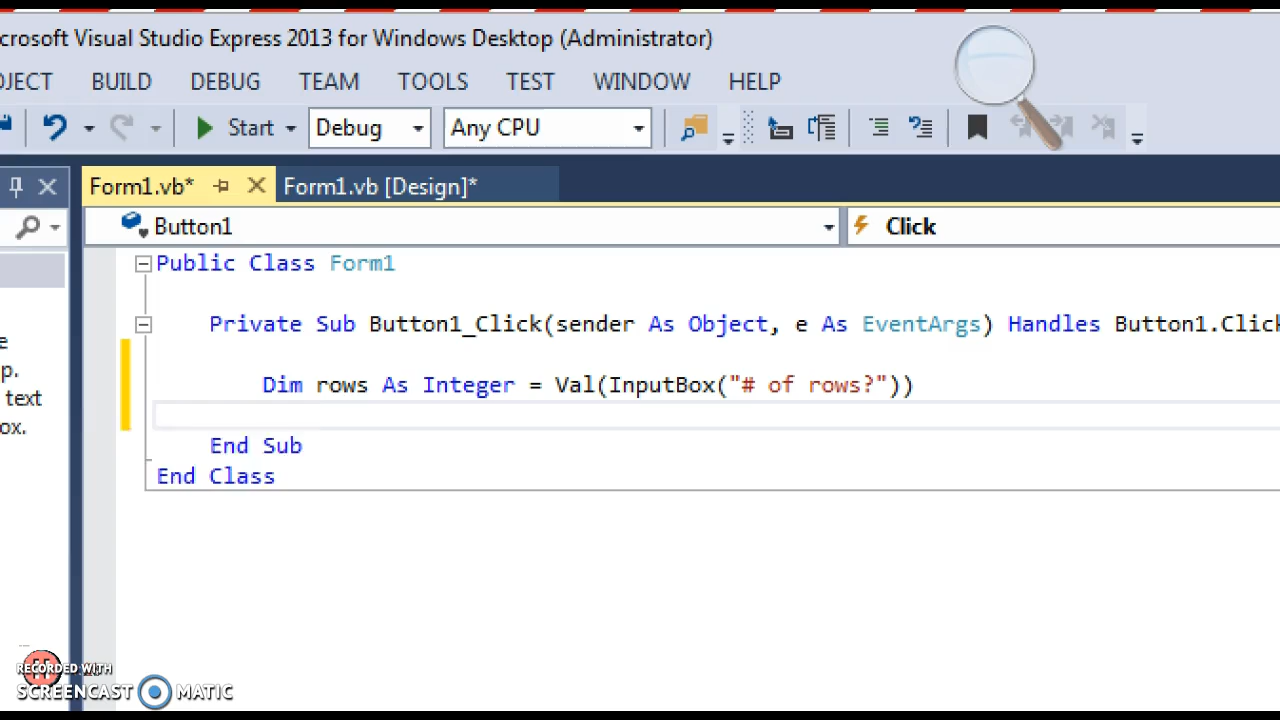 crosoft Visual Studio Express 2013 for Windows Desktop (Administrator)
OJECT BUILD DEBUG TEAM TOOLS TEST WINDOW HELP
Start Debug Any CPU
Form1.vb* Form1.vb [Design]*
Button1 Click
Public Class Form1
Private Sub Button1_Click(sender As Object, e As EventArgs) Handles Button1.Click
Dim rows As Integer = Val(InputBox("# of rows?"))
End Sub
End Class
e
p.
text
ox.
RECORDED WITH
SCREENCAST MATIC